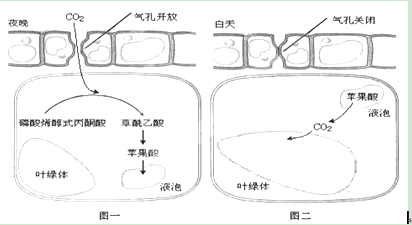 夜晚
CO2
气孔开放
磷酸烯醇式丙酮酸
草酰乙酸
苹果酸
叶绿体
液泡
图一
白天
气孔关闭
苹果酸
液泡
CO2
叶绿体
图二